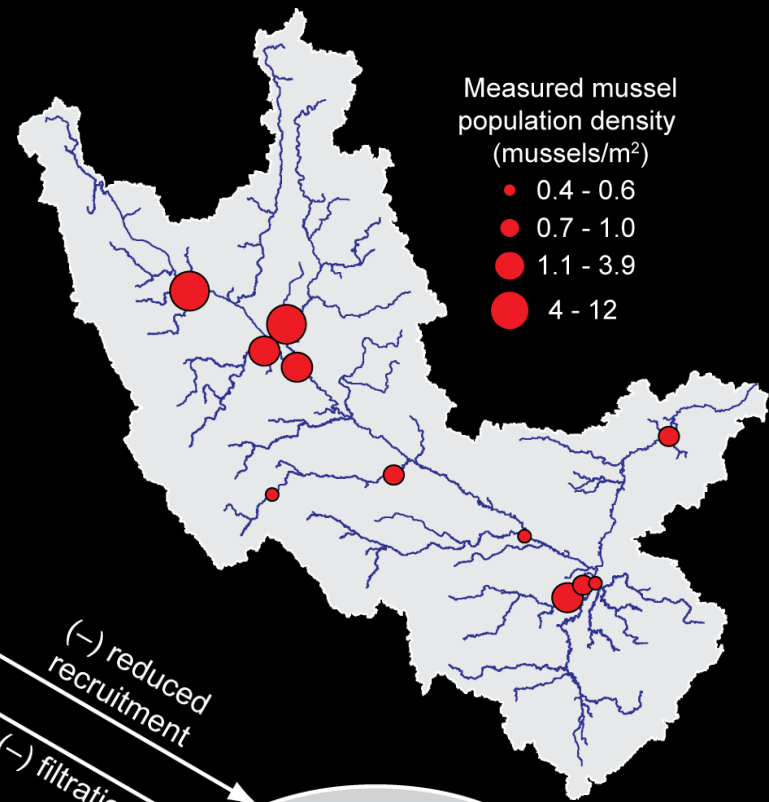 Measured mussel
population density
(mussels/m²)
0.4 - 0.6
0.7 - 1.0
1.1 - 3.9
4 - 12
(–) reduced
recruitment
(–)